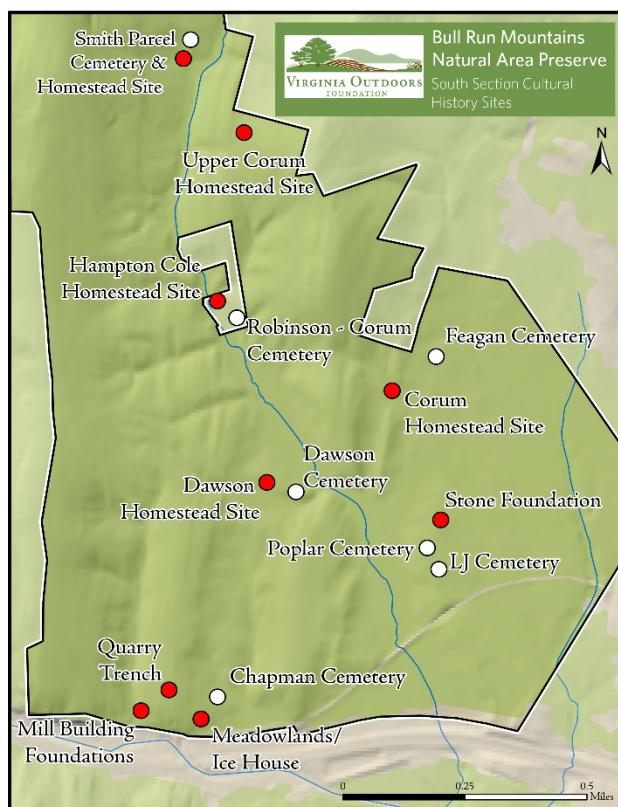 Smith Parcel
Cemetery &
Homestead Site
VIRGINIA OUTDOORS
FOUNDATION
Bull Run Mountains
Natural Area Preserve
South Section Cultural
History Sites
N
Upper Corum
Homestead Site
Hampton Cole
Homestead Site
Robinson - Corum
Cemetery
Feagan Cemetery
Corum
Homestead Site
Dawson
Cemetery
Dawson
Homestead Site
Stone Foundation
Poplar Cemetery
LJ Cemetery
Quarry
Trench
Chapman Cemetery
Mill Building
Foundations
Meadowlands/
Ice House
0 0.25 0.5
Miles